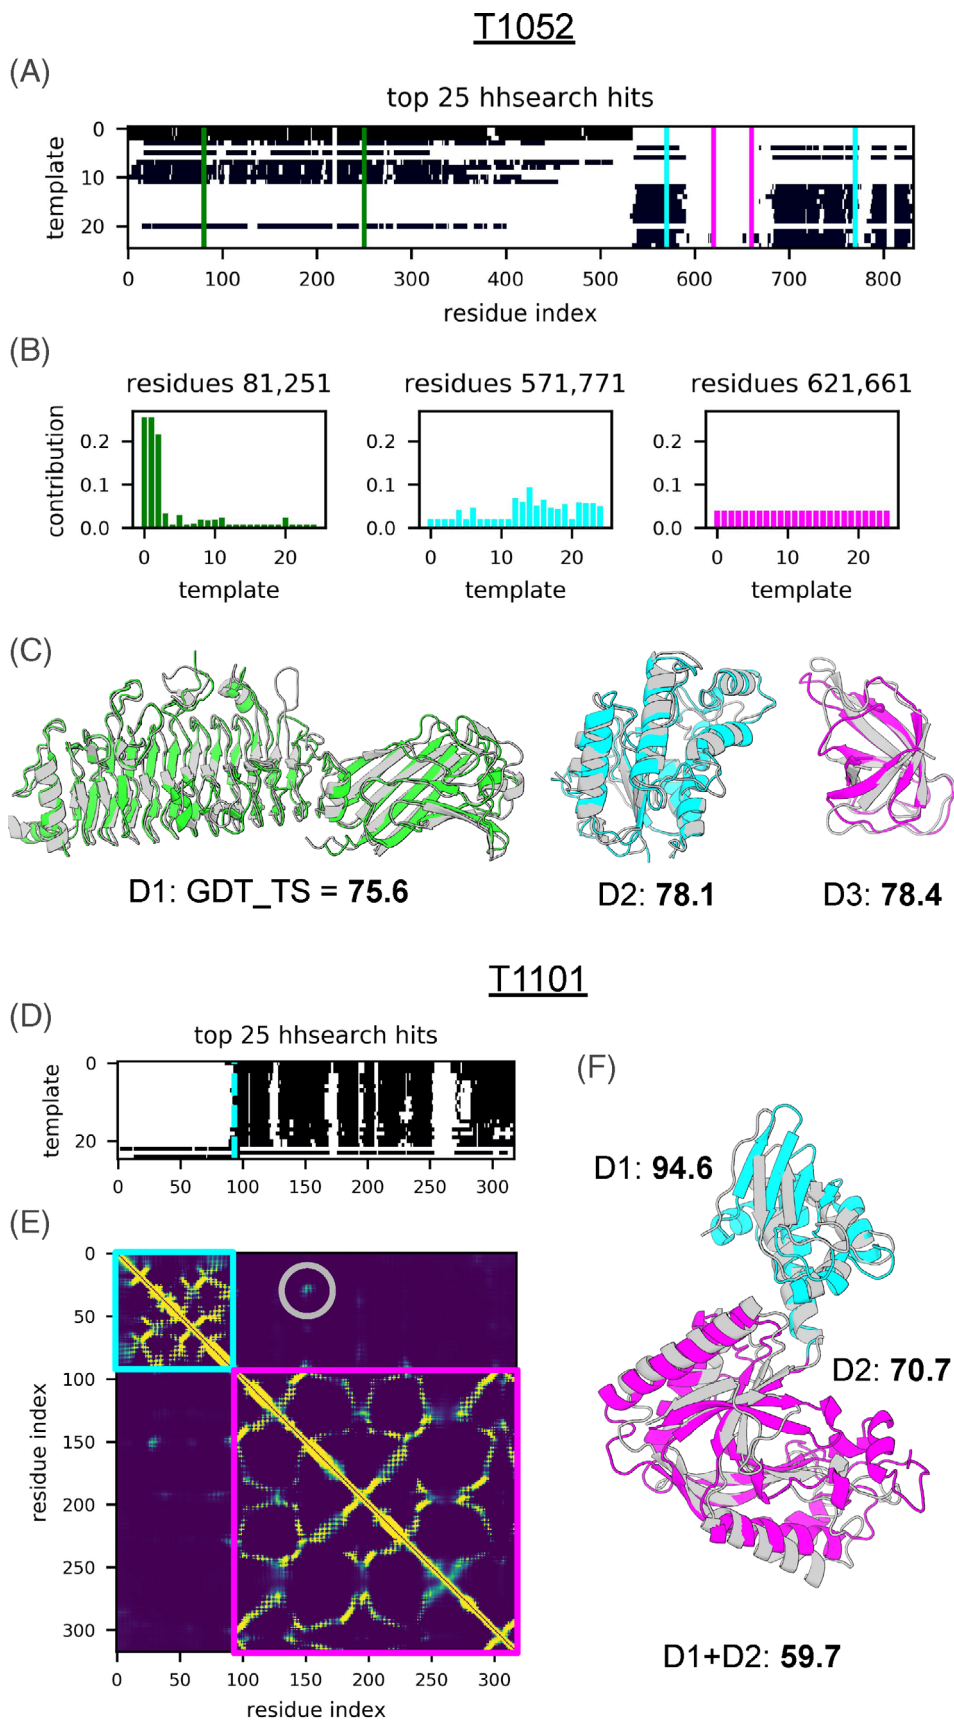 T1052
(A)
top 25 hhsearch hits
template
0
10
20
0 100 200 300 400 500 600 700 800
residue index
(B)
residues 81,251
residues 571,771
residues 621,661
contribution
0.2
0.1
0.0
0.2
0.1
0.0
0.2
0.1
0.0
0 10 20
0 10 20
0 10 20
template
template
template
(C)
D1: GDT_TS = 75.6
D2: 78.1
D3: 78.4
T1101
(D)
top 25 hhsearch hits
template
0
20
0 50 100 150 200 250 300
(E)
residue index
0
50
100
150
200
250
300
0 50 100 150 200 250 300
residue index
(F)
D1: 94.6
D2: 70.7
D1+D2: 59.7